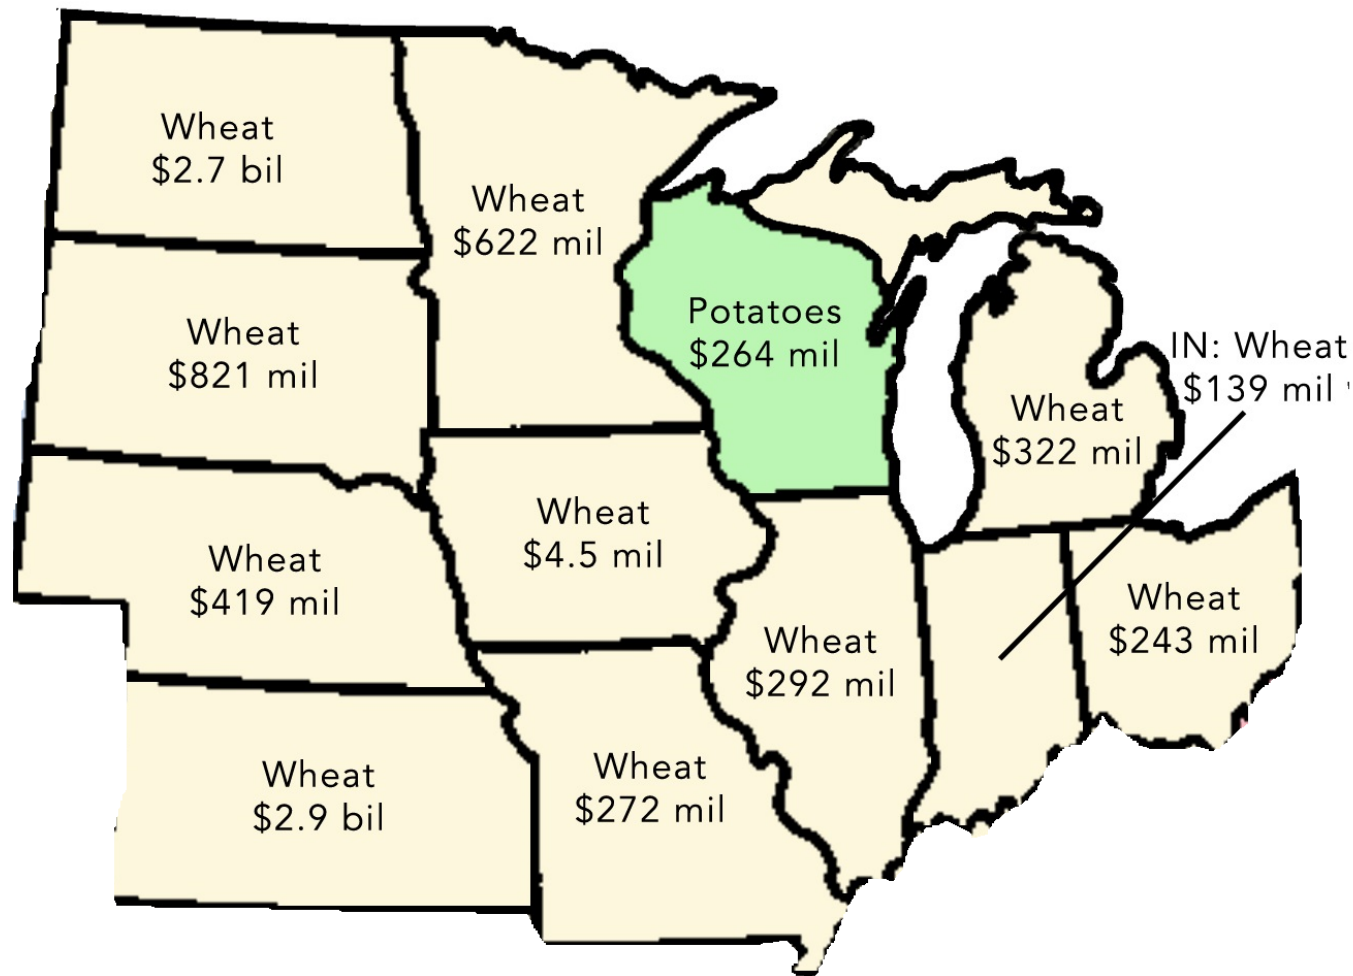 Wheat
$2.7 bil
Wheat
$622 mil
Wheat
$821 mil
Potatoes
$264 mil
IN: Wheat
$139 mil
Wheat
$322 mil
Wheat
$419 mil
Wheat
$4.5 mil
Wheat
$292 mil
Wheat
$243 mil
Wheat
$2.9 bil
Wheat
$272 mil